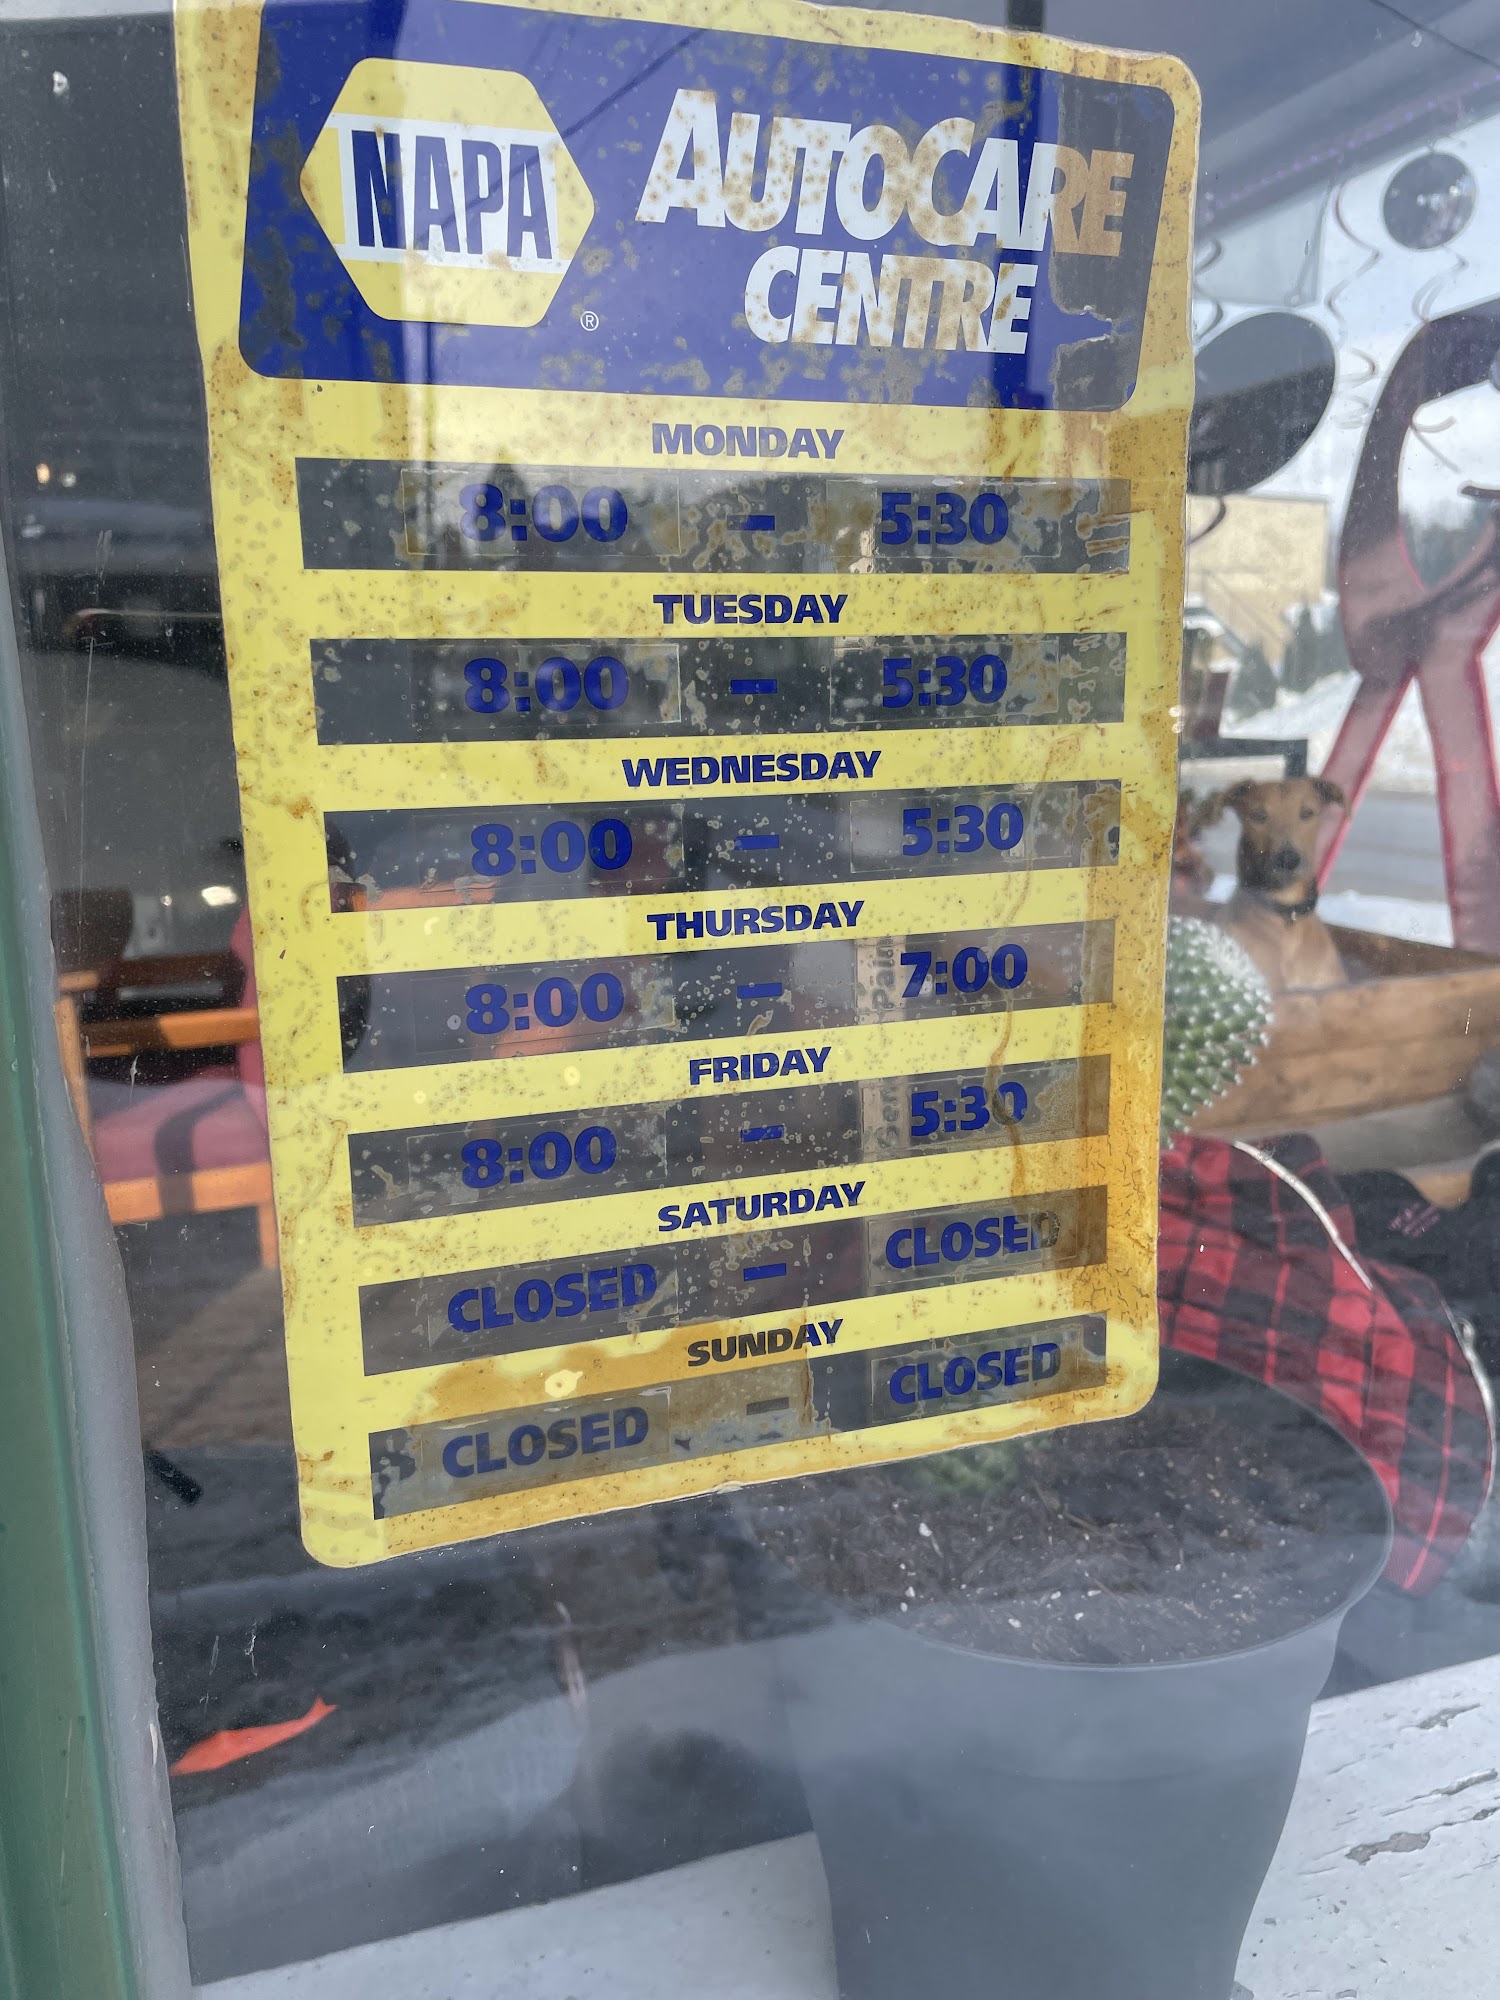 NAPA
®
AUTOCARE
CENTRE
MONDAY
8:00 – 5:30
TUESDAY
8:00 – 5:30
WEDNESDAY
8:00 – 5:30
THURSDAY
8:00 – 7:00
FRIDAY
8:00 – 5:30
SATURDAY
CLOSED – CLOSED
SUNDAY
CLOSED – CLOSED